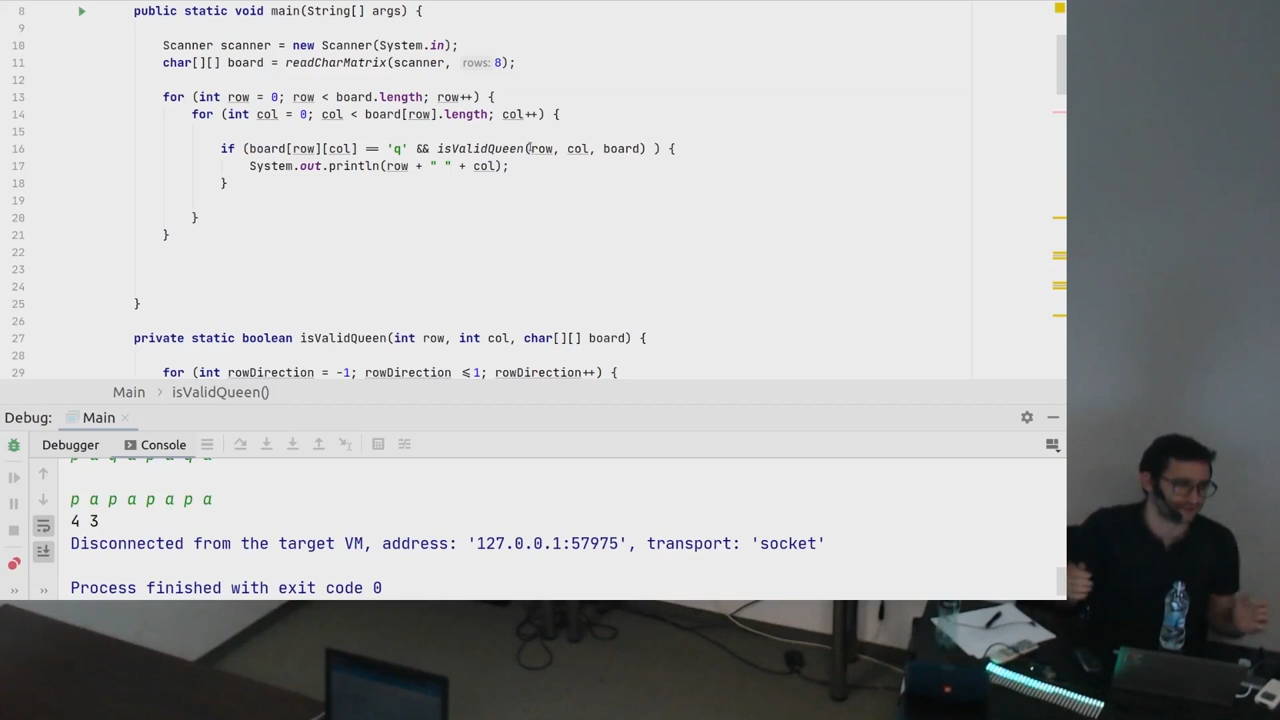 8 public static void main(String[] args) {
9
10 Scanner scanner = new Scanner(System.in);
11 char[][] board = readCharMatrix(scanner, rows: 8);
12
13 for (int row = 0; row < board.length; row++) {
14 for (int col = 0; col < board[row].length; col++) {
15
16 if (board[row][col] == 'q' && isValidQueen(row, col, board) ) {
17 System.out.println(row + " " + col);
18 }
19
20 }
21 }
22
23
24
25 }
26
27 private static boolean isValidQueen(int row, int col, char[][] board) {
28
29 for (int rowDirection = -1; rowDirection <= 1; rowDirection++) {
Main > isValidQueen()
Debug: Main
Debugger Console
p a p a p a p a
4 3
Disconnected from the target VM, address: '127.0.0.1:57975', transport: 'socket'
Process finished with exit code 0